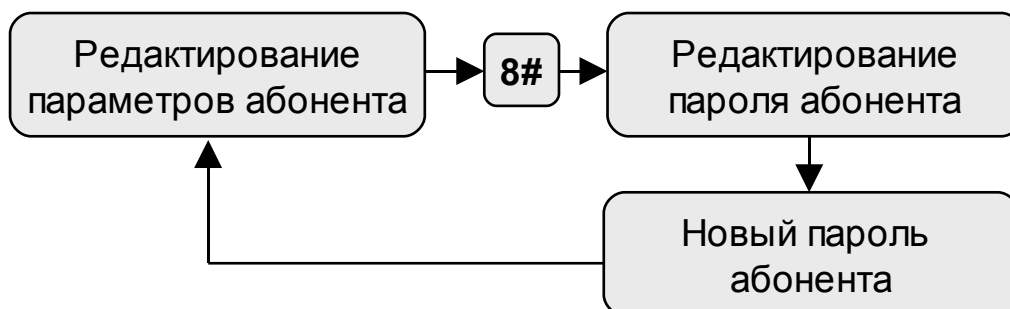 Редактирование
параметров абонента
8#
Редактирование
пароля абонента
Новый пароль
абонента